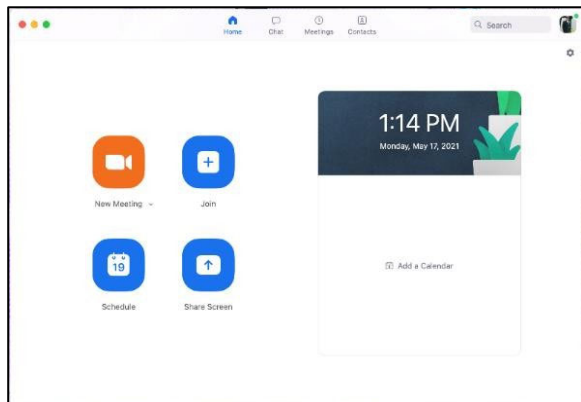 Home Chat Meetings Contacts Search
1:14 PM
Monday, May 17, 2021
New Meeting Join
19
Add a Calendar
Schedule Share Screen